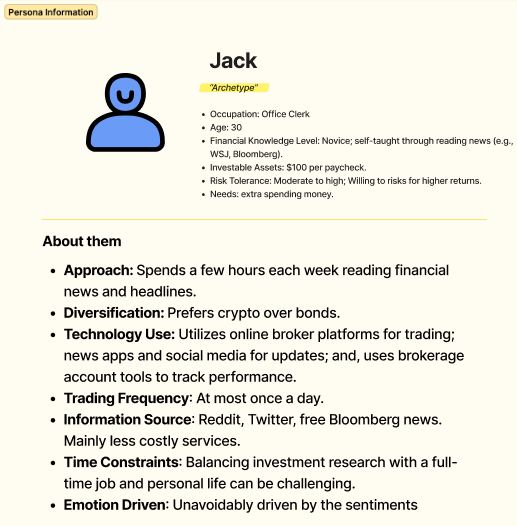 Persona Information
Jack
"Archetype"
• Occupation: Office Clerk
• Age: 30
• Financial Knowledge Level: Novice; self-taught through reading news (e.g.,
WSJ, Bloomberg).
• Investable Assets: $100 per paycheck.
• Risk Tolerance: Moderate to high; Willing to risks for higher returns.
• Needs: extra spending money.
About them
• Approach: Spends a few hours each week reading financial
news and headlines.
• Diversification: Prefers crypto over bonds.
• Technology Use: Utilizes online broker platforms for trading;
news apps and social media for updates; and, uses brokerage
account tools to track performance.
• Trading Frequency: At most once a day.
• Information Source: Reddit, Twitter, free Bloomberg news.
Mainly less costly services.
• Time Constraints: Balancing investment research with a full-
time job and personal life can be challenging.
• Emotion Driven: Unavoidably driven by the sentiments